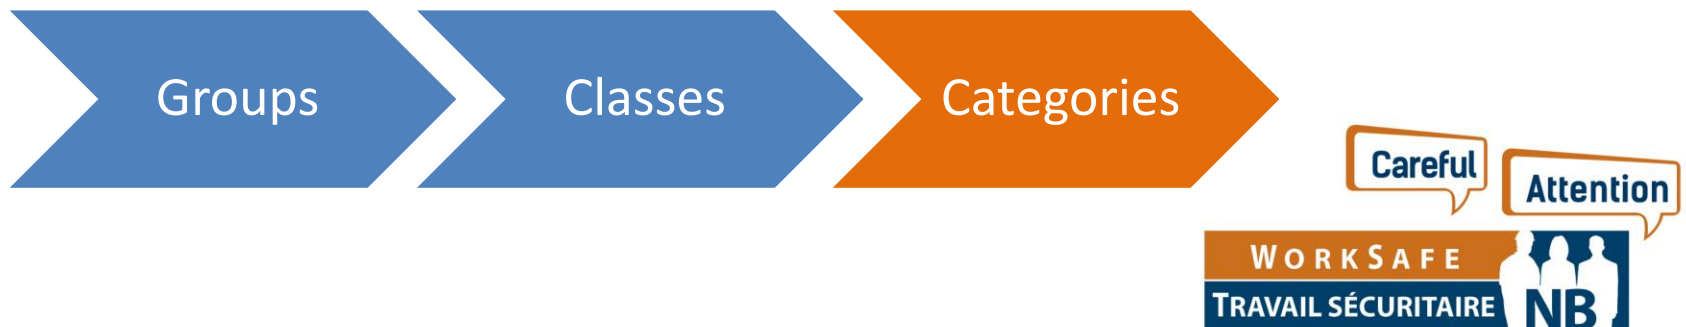 Groups
Classes
Categories
Careful
Attention
WORKSAFE
TRAVAIL SÉCURITAIRE
NB